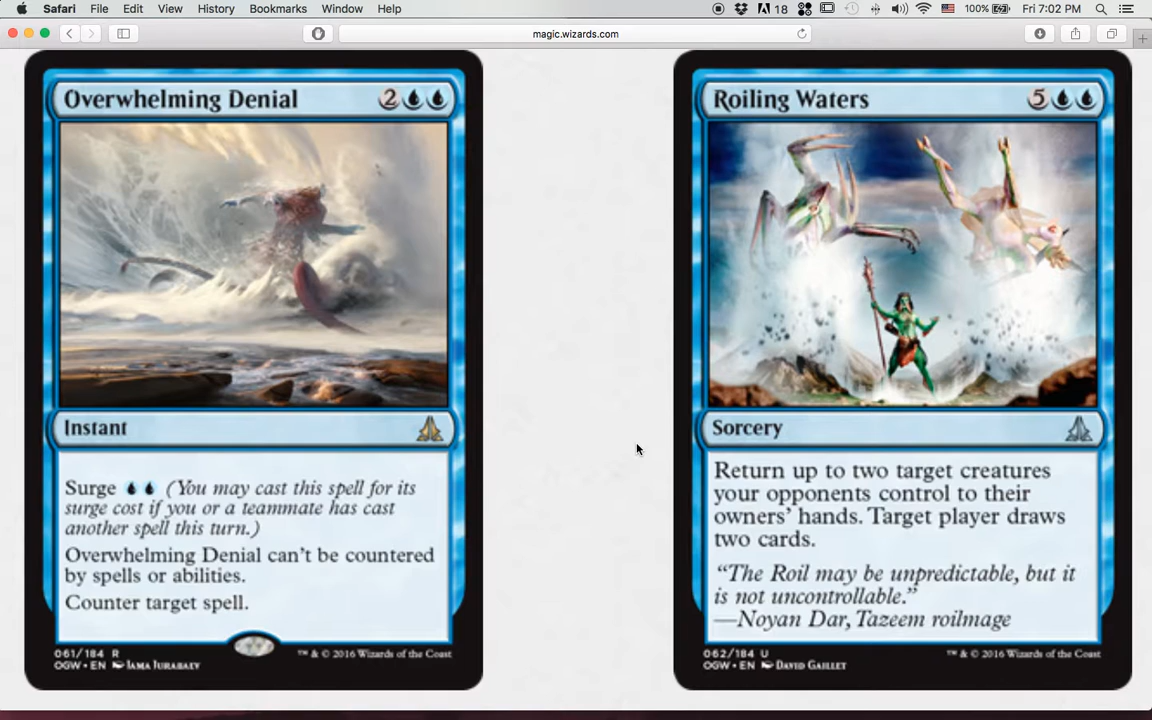 Safari File Edit View History Bookmarks Window Help 18 100% Fri 7:02 PM
magic.wizards.com
Overwhelming Denial 2
Instant
Surge (You may cast this spell for its
surge cost if you or a teammate has cast
another spell this turn.)
Overwhelming Denial can't be countered
by spells or abilities.
Counter target spell.
061/184 R
OGW • EN JAMA JURABAEV
™ & © 2016 Wizards of the Coast
Roiling Waters 5
Sorcery
Return up to two target creatures
your opponents control to their
owners' hands. Target player draws
two cards.
"The Roil may be unpredictable, but it
is not uncontrollable."
—Noyan Dar, Tazeem roilmage
062/184 U
OGW • EN DAVID GAILLET
™ & © 2016 Wizards of the Coast